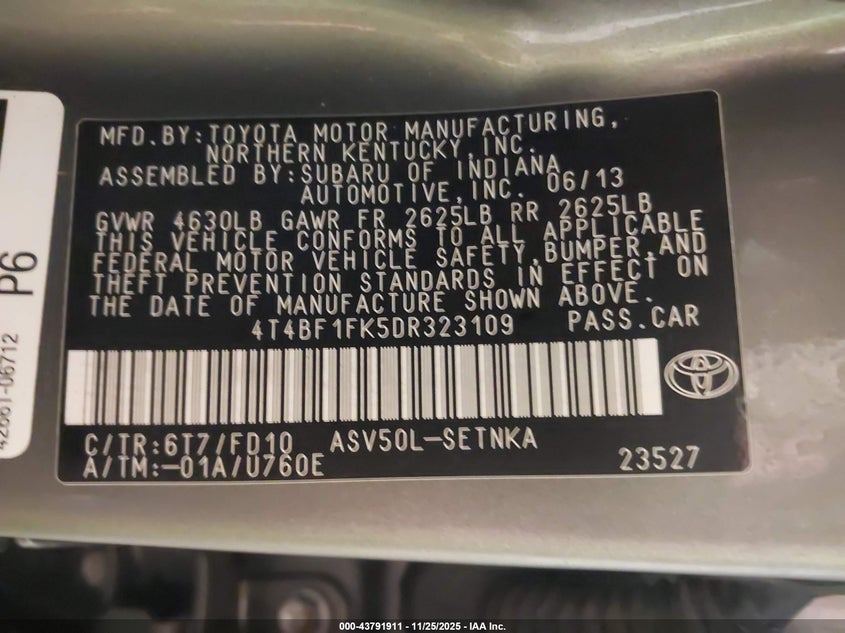 MFD.BY:TOYOTA MOTOR MANUFACTURING,
NORTHERN KENTUCKY,INC.
ASSEMBLED BY:SUBARU OF INDIANA
AUTOMOTIVE,INC. 06/13
GVWR 4630LB GAWR FR 2625LB RR 2625LB
THIS VEHICLE CONFORMS TO ALL APPLICABLE
FEDERAL MOTOR VEHICLE SAFETY,BUMPER,AND
THEFT PREVENTION STANDARDS IN EFFECT ON
THE DATE OF MANUFACTURE SHOWN ABOVE.
4T4BF1FK5DR323109 PASS.CAR
C/TR:6T7/FD10 ASV50L-SETNKA
A/TM:-01A/U760E 23527
P6
42661-06712
000-43791911 - 11/25/2025 - IAA Inc.